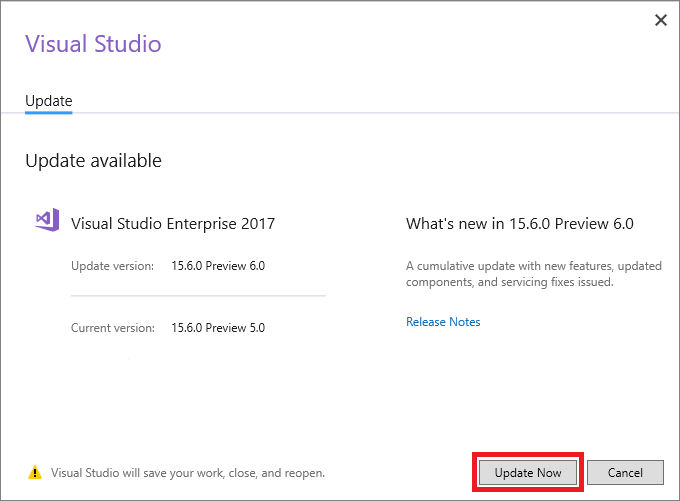 Visual Studio
Update
Update available
Visual Studio Enterprise 2017
Update version: 15.6.0 Preview 6.0
Current version: 15.6.0 Preview 5.0
What's new in 15.6.0 Preview 6.0
A cumulative update with new features, updated
components, and servicing fixes issued.
Release Notes
Visual Studio will save your work, close, and reopen.
Update Now
Cancel